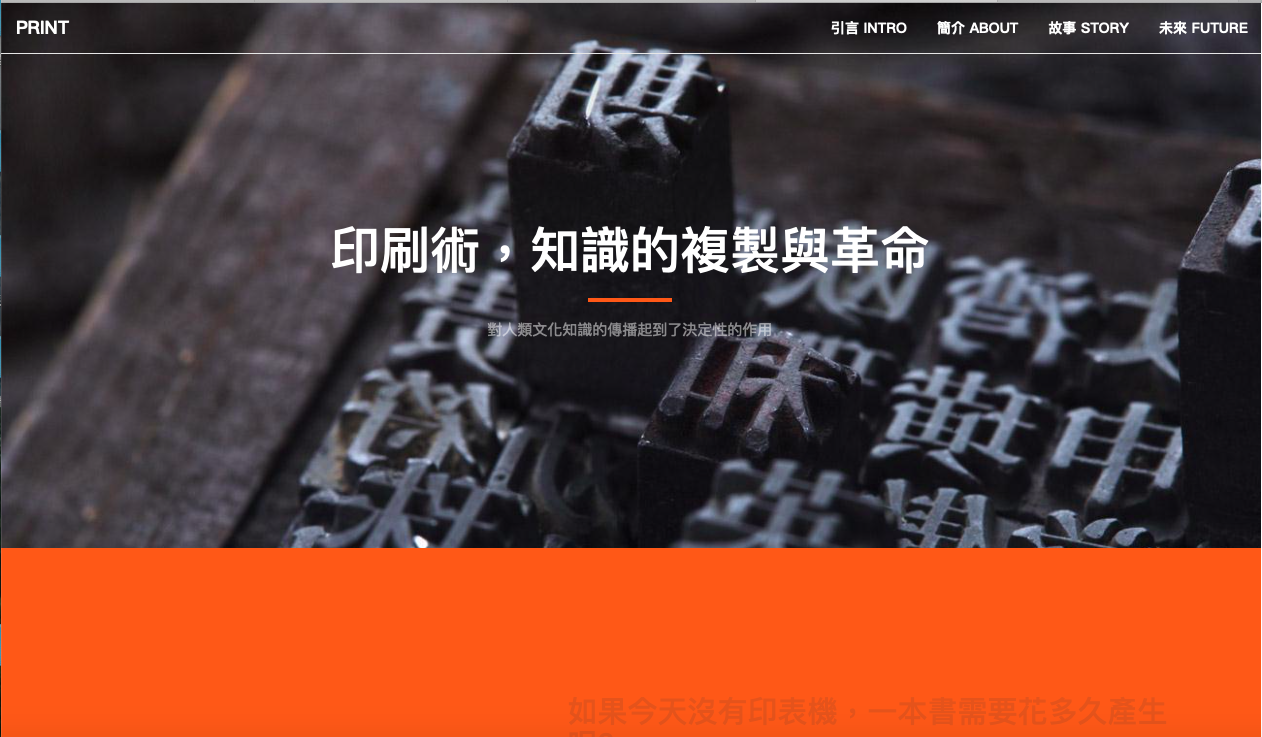 PRINT
引言 INTRO
簡介 ABOUT
故事 STORY
未來 FUTURE
印刷術，知識的複製與革命
對人類文化知識的傳播起到了決定性的作用
如果今天沒有印表機，一本書需要花多久產生
呢?